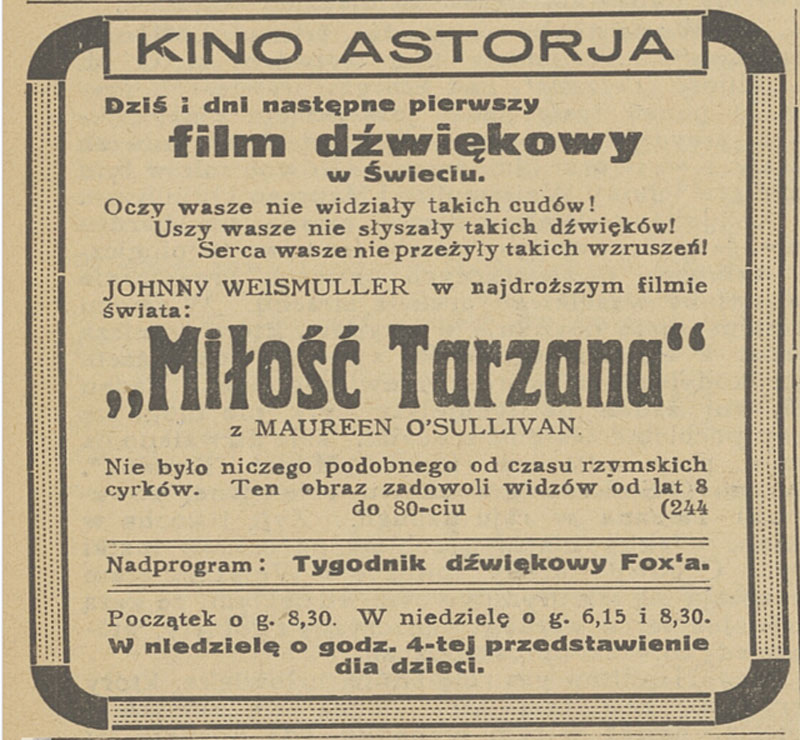 KINO ASTORJA
Dziś i dni następne pierwszy
film dźwiękowy
w Świeciu.
Oczy wasze nie widziały takich cudów!
Uszy wasze nie słyszały takich dźwięków!
Serca wasze nie przeżyły takich wzruszeń!
JOHNNY WEISMULLER w najdroższym filmie
świata:
„Miłość Tarzana“
z MAUREEN O'SULLIVAN.
Nie było niczego podobnego od czasu rzymskich
cyrków. Ten obraz zadowoli widzów od lat 8
do 80-ciu (244
Nadprogram: Tygodnik dźwiękowy Fox‘a.
Początek o g. 8,30. W niedzielę o g. 6,15 i 8,30.
W niedzielę o godz. 4-tej przedstawienie
dla dzieci.